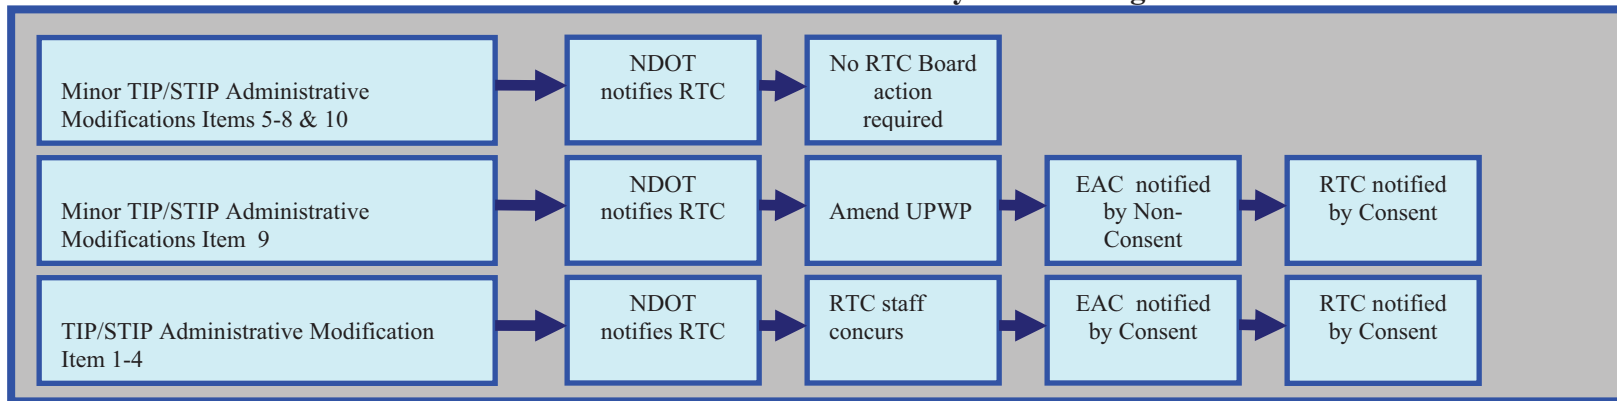 Minor TIP/STIP Administrative
Modifications Items 5-8 & 10
NDOT
notifies RTC
No RTC Board
action
required
Minor TIP/STIP Administrative
Modifications Item  9
NDOT
notifies RTC
Amend UPWP
EAC  notified
by Non-
Consent
RTC notified
by Consent
TIP/STIP Administrative Modification
Item 1-4
NDOT
notifies RTC
RTC staff
concurs
EAC  notified
by Consent
RTC notified
by Consent